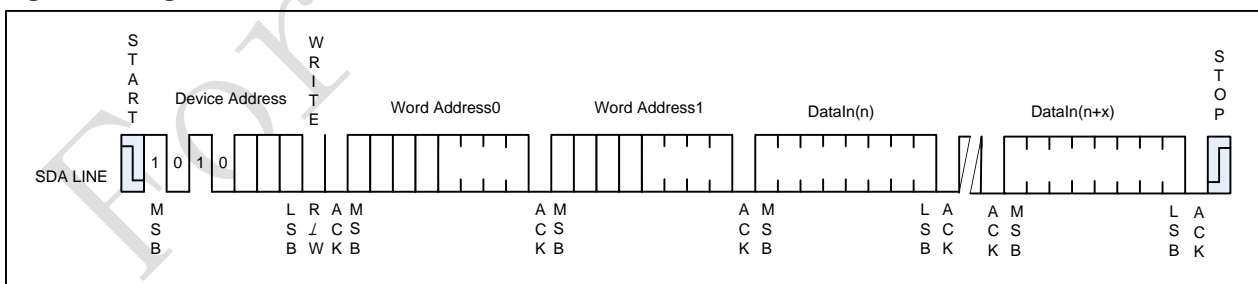 For
START
WRITE
STOP
Device Address
Word Address0
Word Address1
DataIn(n)
DataIn(n+x)
SDA LINE
1 0 1 0
MSB
LSB
R/W
ACK
MSB
ACK
MSB
ACK
MSB
LSB
ACK
ACK
MSB
LSB
ACK